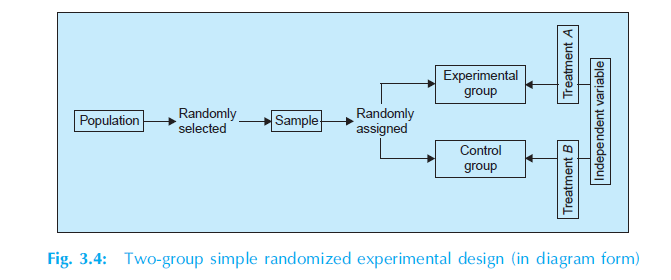 Population
Randomly
selected
Sample
Randomly
assigned
Experimental
group
Control
group
Treatment A
Treatment B
Independent variable
Fig. 3.4: Two-group simple randomized experimental design (in diagram form)